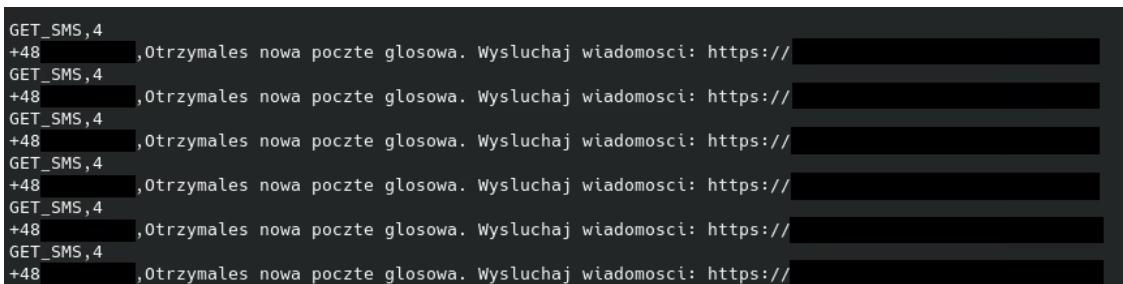 GET_SMS,4
+48 ,Otrzymales nowa poczte glosowa. Wysluchaj wiadomosci: https://
GET_SMS,4
+48 ,Otrzymales nowa poczte glosowa. Wysluchaj wiadomosci: https://
GET_SMS,4
+48 ,Otrzymales nowa poczte glosowa. Wysluchaj wiadomosci: https://
GET_SMS,4
+48 ,Otrzymales nowa poczte glosowa. Wysluchaj wiadomosci: https://
GET_SMS,4
+48 ,Otrzymales nowa poczte glosowa. Wysluchaj wiadomosci: https://
GET_SMS,4
+48 ,Otrzymales nowa poczte glosowa. Wysluchaj wiadomosci: https://